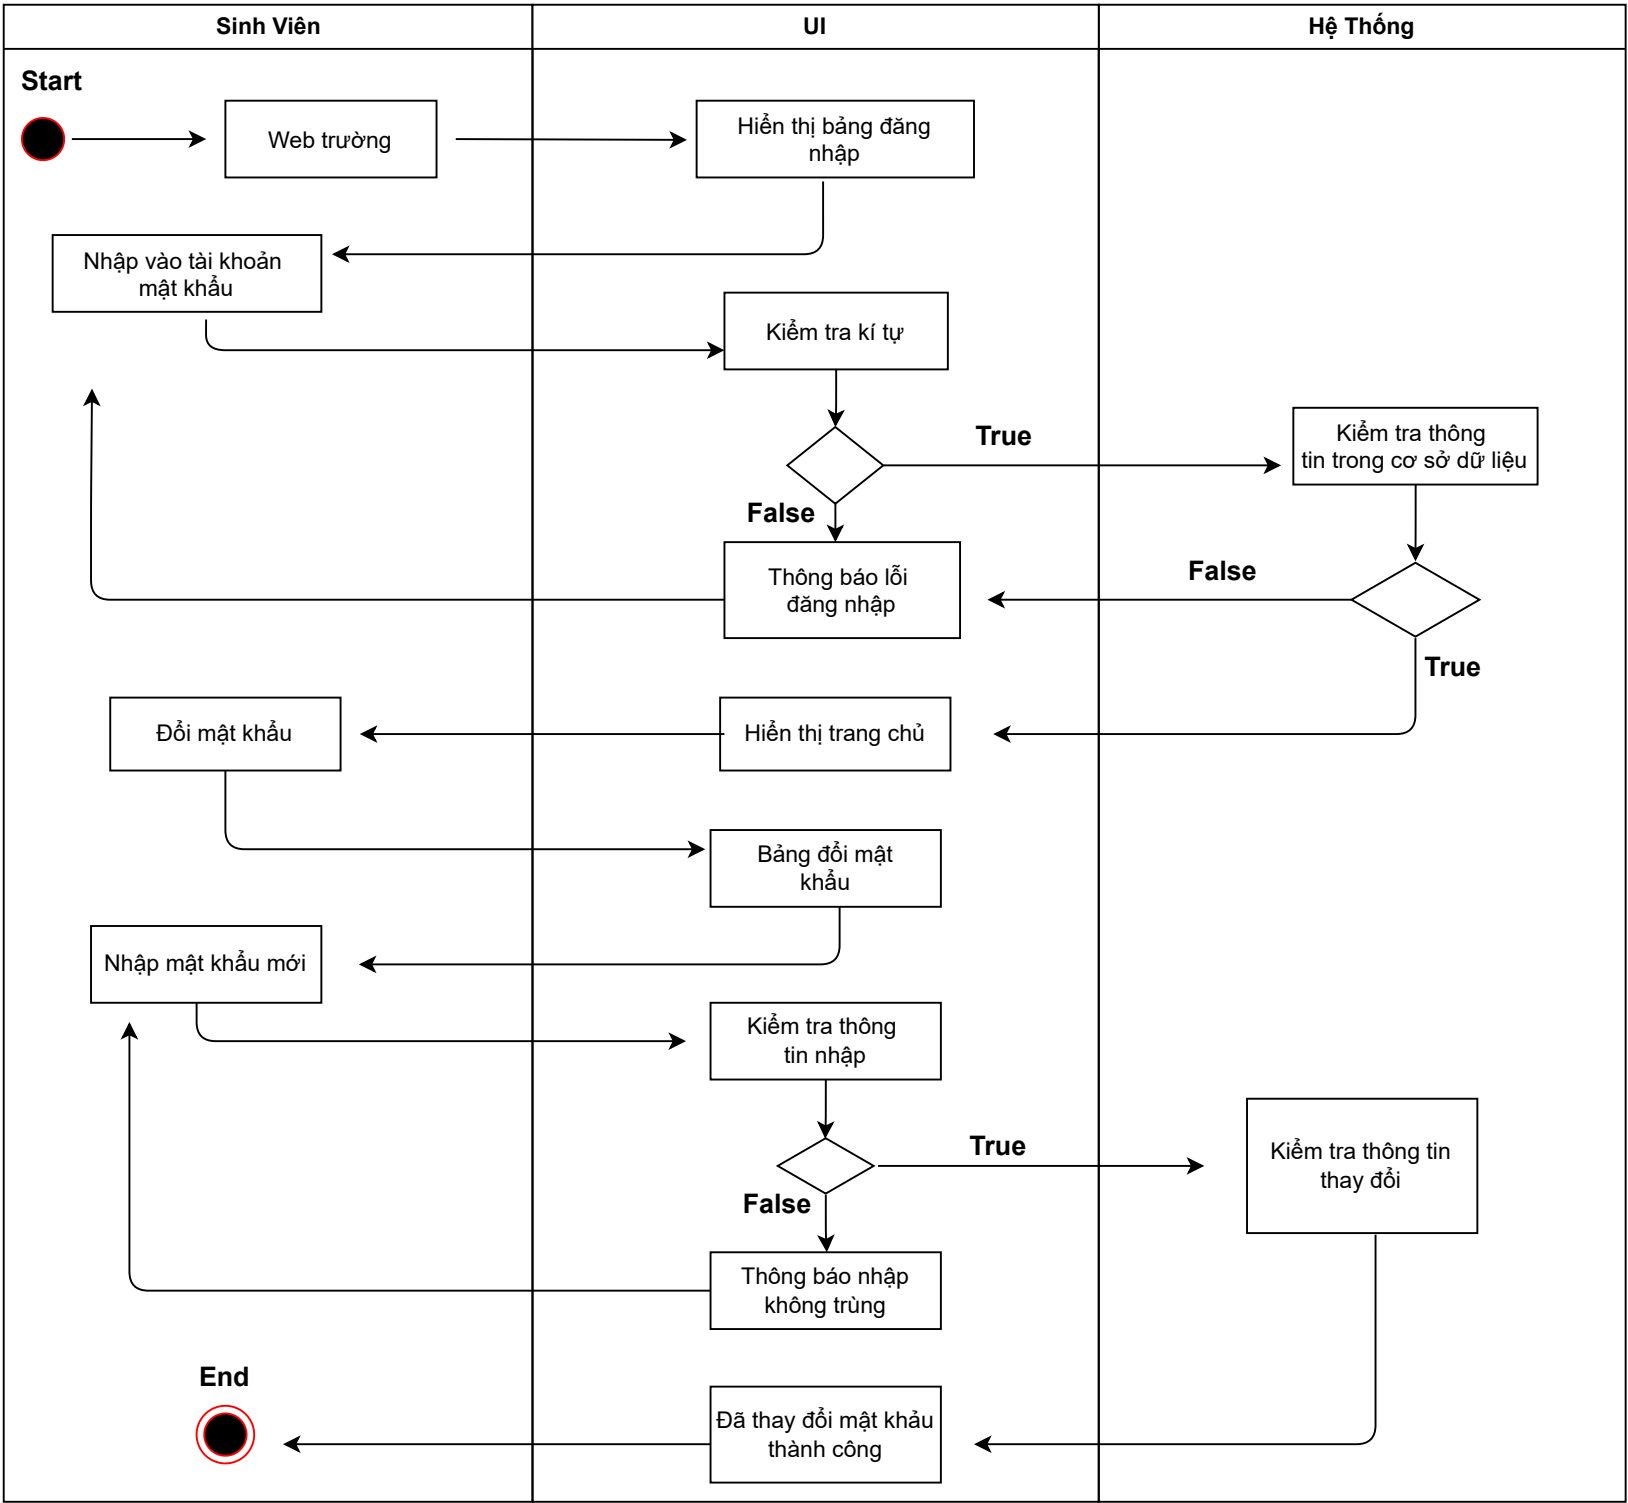 Sinh Viên
UI
Hệ Thống
Start
Web trường
Hiển thị bảng đăng
nhập
Nhập vào tài khoản
mật khẩu
Kiểm tra kí tự
True
Kiểm tra thông
tin trong cơ sở dữ liệu
False
Thông báo lỗi
đăng nhập
False
True
Đổi mật khẩu
Hiển thị trang chủ
Bảng đổi mật
khẩu
Nhập mật khẩu mới
Kiểm tra thông
tin nhập
True
Kiểm tra thông tin
thay đổi
False
Thông báo nhập
không trùng
End
Đã thay đổi mật khảu
thành công